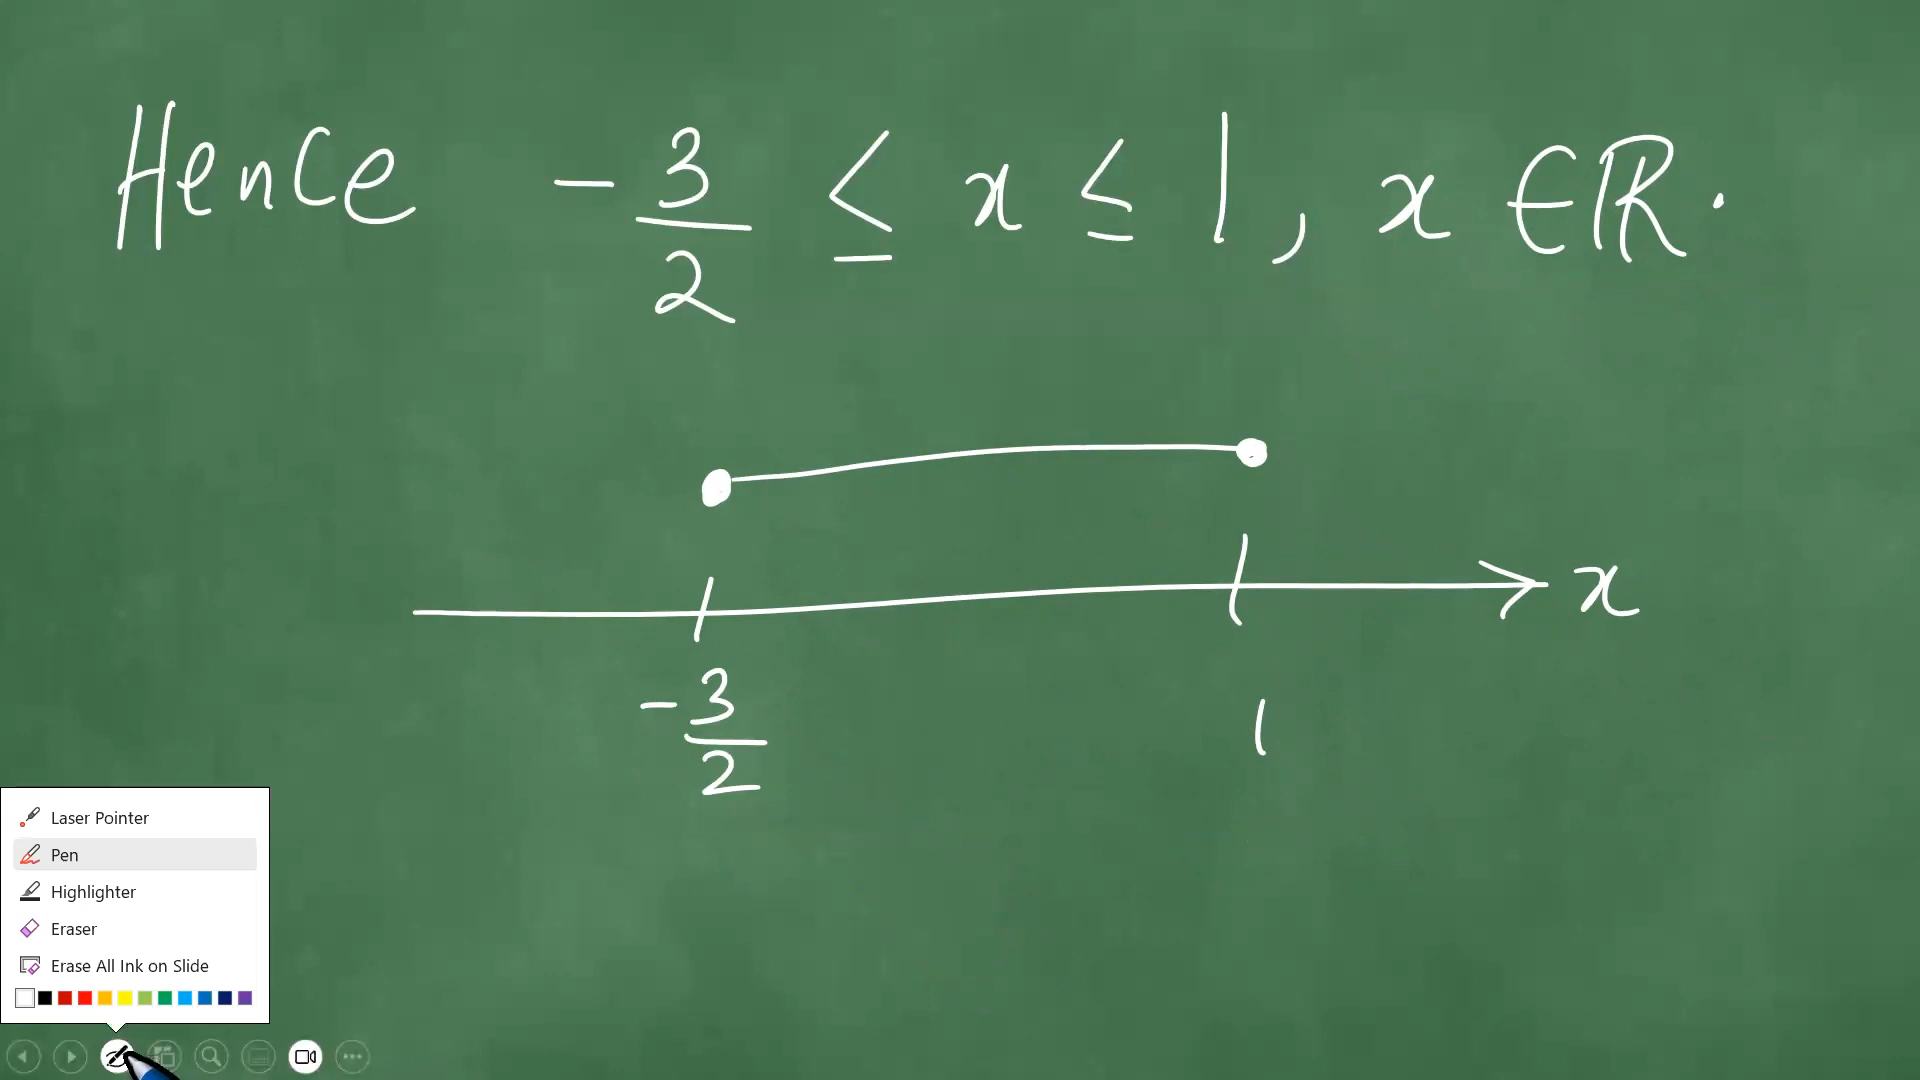 Hence -3/2 ≤ x ≤ 1, x ∈ ℝ.
x
-3/2 1
Laser Pointer
Pen
Highlighter
Eraser
Erase All Ink on Slide